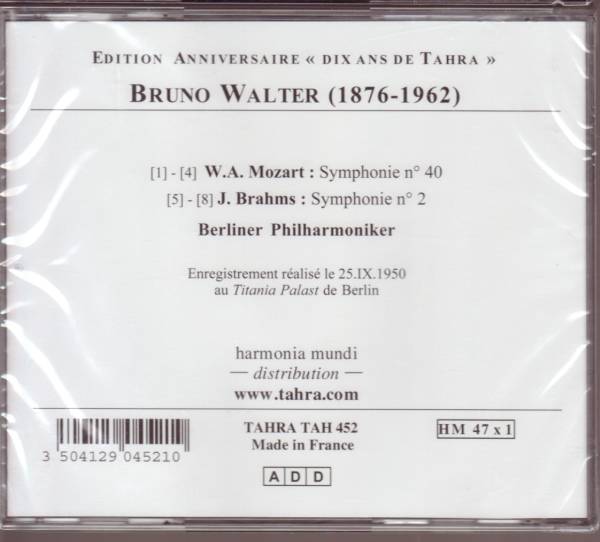 EDITION ANNIVERSAIRE « DIX ANS DE TAHRA »
BRUNO WALTER (1876-1962)
[1] - [4] W.A. Mozart : Symphonie n° 40
[5] - [8] J. Brahms : Symphonie n° 2
Berliner Philharmoniker
Enregistrement réalisé le 25.IX.1950
au Titania Palast de Berlin
harmonia mundi
— distribution —
www.tahra.com
TAHRA TAH 452
Made in France
HM 47 x 1
3 504129 045210
A D D